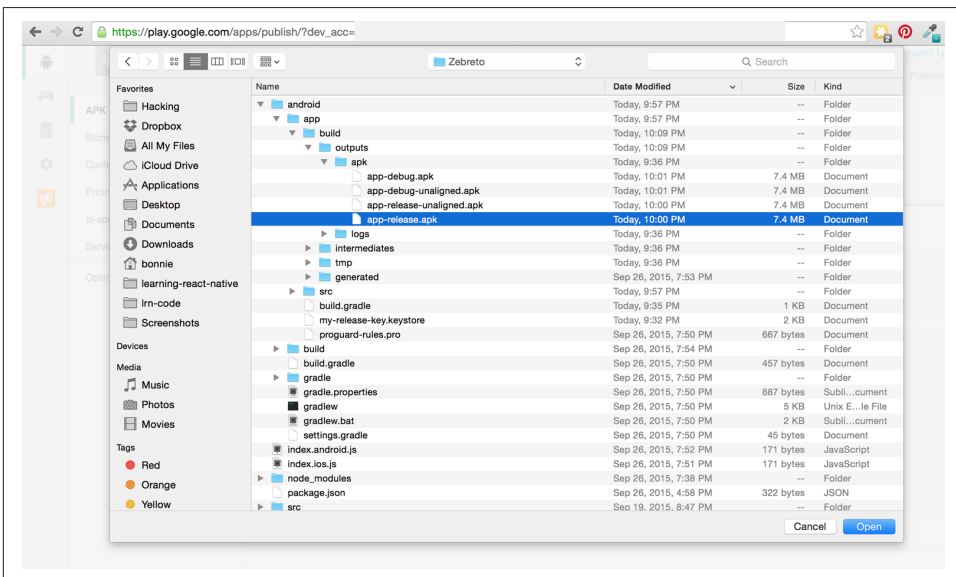 https://play.google.com/apps/publish/?dev_acc=
2
Zebreto
Search
Favorites
Hacking
Dropbox
All My Files
iCloud Drive
Applications
Desktop
Documents
Downloads
bonnie
learning-react-native
lrn-code
Screenshots
Devices
Media
Music
Photos
Movies
Tags
Red
Orange
Yellow
Name Date Modified Size Kind
android Today, 9:57 PM -- Folder
app Today, 9:57 PM -- Folder
build Today, 10:09 PM -- Folder
outputs Today, 10:09 PM -- Folder
apk Today, 9:36 PM -- Folder
app-debug.apk Today, 10:01 PM 7.4 MB Document
app-debug-unaligned.apk Today, 10:01 PM 7.4 MB Document
app-release-unaligned.apk Today, 10:00 PM 7.4 MB Document
app-release.apk Today, 10:00 PM 7.4 MB Document
logs Today, 9:36 PM -- Folder
intermediates Today, 9:36 PM -- Folder
tmp Today, 9:36 PM -- Folder
generated Sep 26, 2015, 7:53 PM -- Folder
src Today, 9:57 PM -- Folder
build.gradle Today, 9:35 PM 1 KB Document
my-release-key.keystore Today, 9:32 PM 2 KB Document
proguard-rules.pro Sep 26, 2015, 7:50 PM 667 bytes Document
build Sep 26, 2015, 7:54 PM -- Folder
build.gradle Sep 26, 2015, 7:50 PM 457 bytes Document
gradle Sep 26, 2015, 7:50 PM -- Folder
gradle.properties Sep 26, 2015, 7:50 PM 887 bytes Subli...cument
gradlew Sep 26, 2015, 7:50 PM 5 KB Unix E...le File
gradlew.bat Sep 26, 2015, 7:50 PM 2 KB Subli...cument
settings.gradle Sep 26, 2015, 7:50 PM 45 bytes Document
index.android.js Sep 26, 2015, 7:52 PM 171 bytes JavaScript
index.ios.js Sep 26, 2015, 7:51 PM 171 bytes JavaScript
node_modules Sep 26, 2015, 7:38 PM -- Folder
package.json Sep 26, 2015, 4:58 PM 322 bytes JSON
src Sep 19, 2015, 8:47 PM -- Folder
Cancel Open
APK
Store
Cont
Pricin
In-ap
Servi
Optim